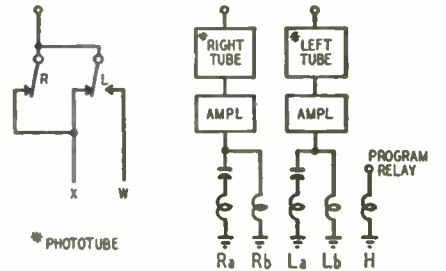 R
L
X
W
* PHOTOTUBE
* RIGHT
TUBE
* LEFT
TUBE
AMPL
AMPL
PROGRAM
RELAY
Ra
Rb
La
Lb
H